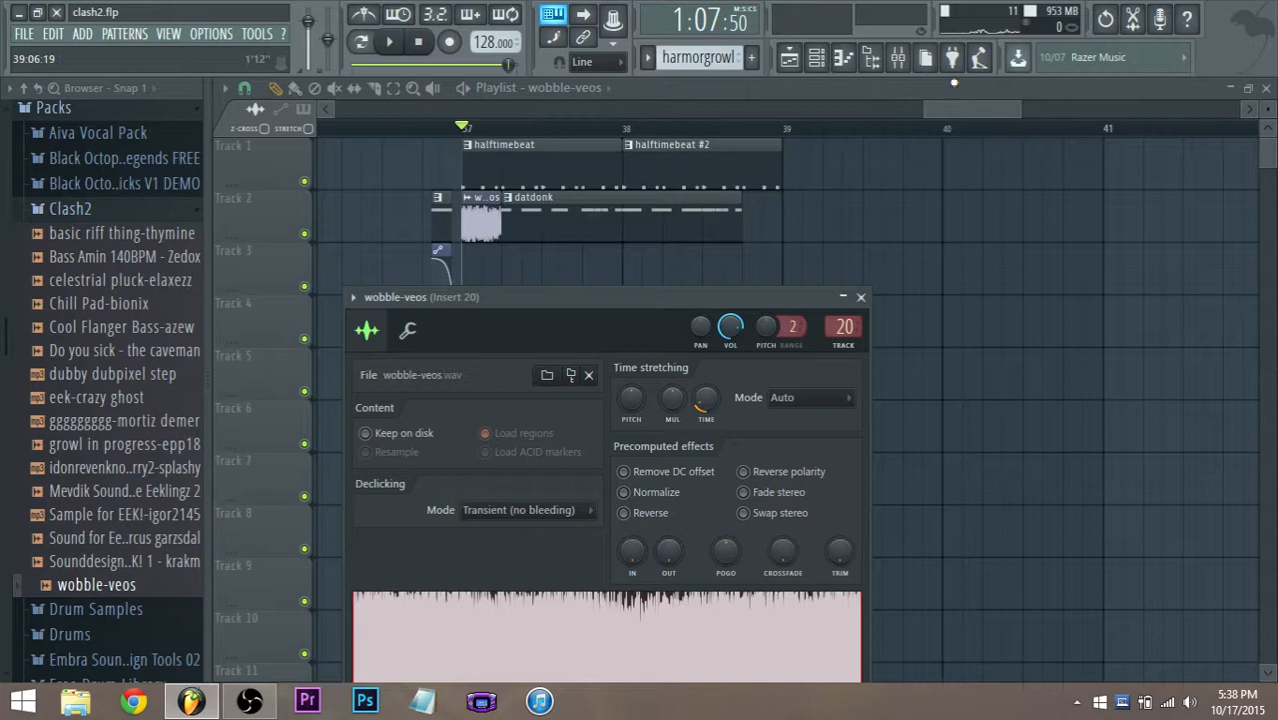 clash2.flp
FILE EDIT ADD PATTERNS VIEW OPTIONS TOOLS ?
39:06:19 1'12"
3.2.
128.000
Line
1:07:50
M:S:CS
harmorgrowl
11 953 MB
0
10/07 Razer Music
Browser - Snap 1
Playlist - wobble-veos
Z-CROSS STRETCH
37 38 39 40 41
Packs
Aiva Vocal Pack
Black Octop..egends FREE
Black Octo..icks V1 DEMO
Clash2
basic riff thing-thymine
Bass Amin 140BPM - Zedox
celestrial pluck-elaxezz
Chill Pad-bionix
Cool Flanger Bass-azew
Do you sick - the caveman
dubby dubpixel step
eek-crazy ghost
ggggggggg-mortiz demer
growl in progress-epp18
idonrevenkno..rry2-splashy
Mevdik Sound..e Eeklingz 2
Sample for EEK!-igor2145
Sound for Ee..rcus garzsdal
Sounddesign..K! 1 - krakm
wobble-veos
Drum Samples
Drums
Embra Soun..ign Tools 02
Track 1
Track 2
Track 3
Track 4
Track 5
Track 6
Track 7
Track 8
Track 9
Track 10
Track 11
halftimebeat
halftimebeat #2
w..os
datdonk
wobble-veos (Insert 20)
PAN VOL PITCH RANGE TRACK
2 20
File wobble-veos.wav
Content
Keep on disk Load regions
Resample Load ACID markers
Declicking
Mode Transient (no bleeding)
Time stretching
PITCH MUL TIME
Mode Auto
Precomputed effects
Remove DC offset Reverse polarity
Normalize Fade stereo
Reverse Swap stereo
IN OUT POGO CROSSFADE TRIM
Pr
Ps
5:38 PM
10/17/2015